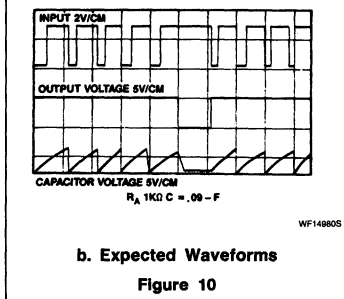 INPUT 2V/CM
OUTPUT VOLTAGE 5V/CM
CAPACITOR VOLTAGE 5V/CM
RA 1KΩ C = .09 – F
WF14980S
b. Expected Waveforms
Figure 10